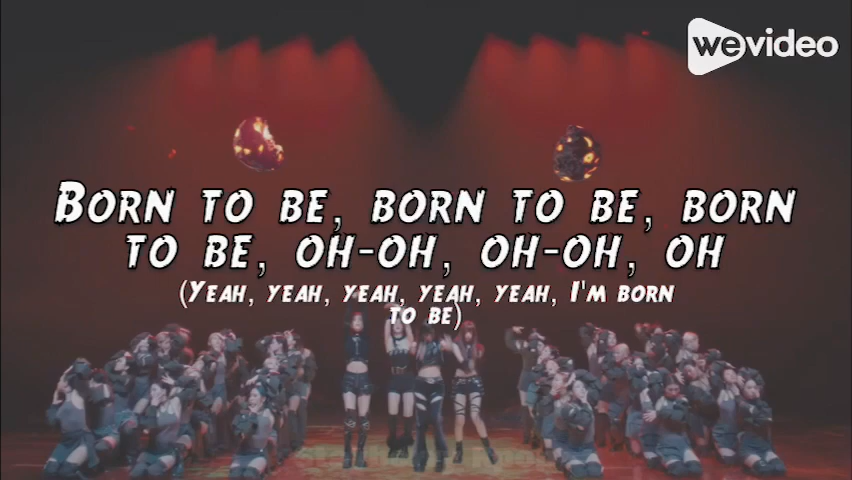 wevideo
Born to be, born to be, born
to be, oh-oh, oh-oh, oh
(Yeah, yeah, yeah, yeah, yeah, I'm born
to be)